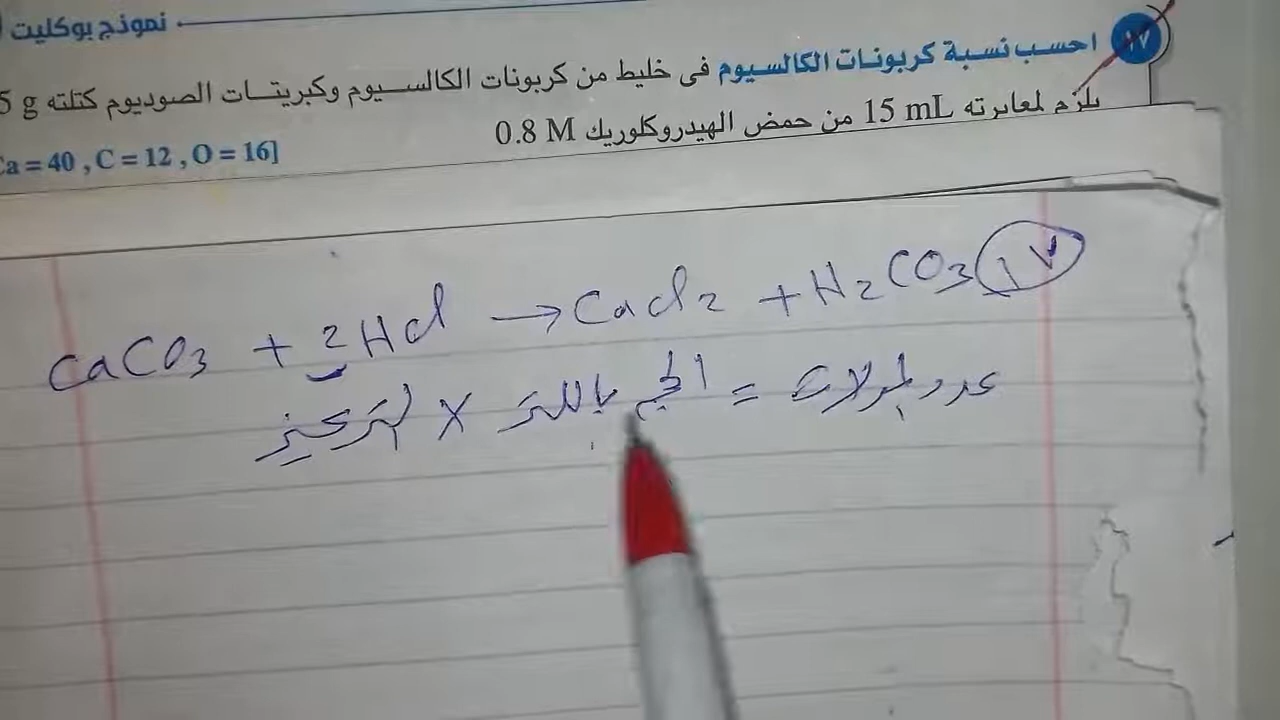 نموذج بوكليت
١٧ احسب نسبة كربونات الكالسيوم فى خليط من كربونات الكالسيوم وكبريتات الصوديوم كتلته 5 g
يلزم لمعايرته 15 mL من حمض الهيدروكلوريك 0.8 M
Ca = 40 , C = 12 , O = 16]
CaCO3 + 2HCl → CaCl2 + H2CO3 ١٧
عدد المولات = الحجم باللتر X التركيز